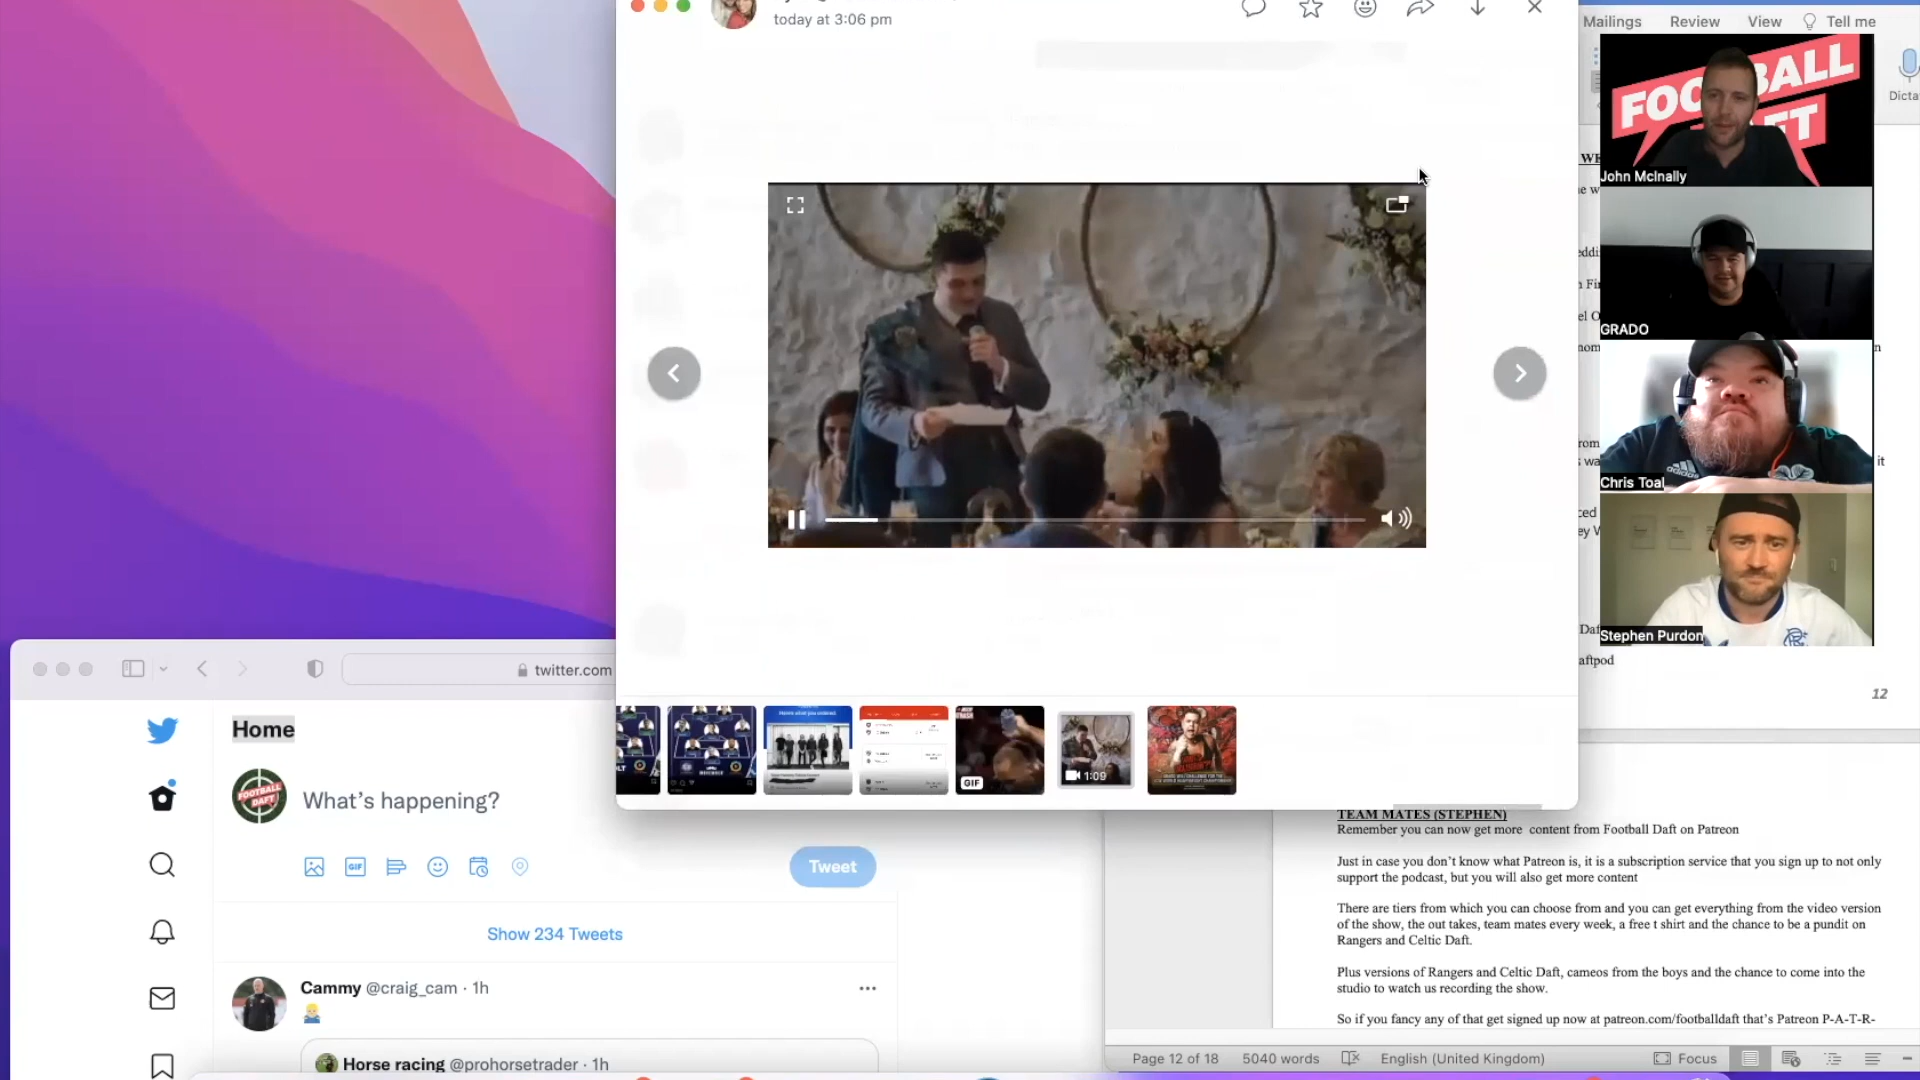 today at 3:06 pm
GIF
1:09
Mailings Review View Tell me
Dicta
FOOTBALL
John McInally
GRADO
Chris Toal
Stephen Purdon
it
aftpod
12
twitter.com
Home
FOOTBALL
DAFT
What's happening?
GIF
Tweet
Show 234 Tweets
Cammy @craig_cam · 1h
Horse racing @prohorsetrader · 1h
TEAM MATES (STEPHEN)
Remember you can now get more content from Football Daft on Patreon
Just in case you don't know what Patreon is, it is a subscription service that you sign up to not only
support the podcast, but you will also get more content
There are tiers from which you can choose from and you can get everything from the video version
of the show, the out takes, team mates every week, a free t shirt and the chance to be a pundit on
Rangers and Celtic Daft.
Plus versions of Rangers and Celtic Daft, cameos from the boys and the chance to come into the
studio to watch us recording the show.
So if you fancy any of that get signed up now at patreon.com/footballdaft that's Patreon P-A-T-R-
Page 12 of 18 5040 words English (United Kingdom) Focus